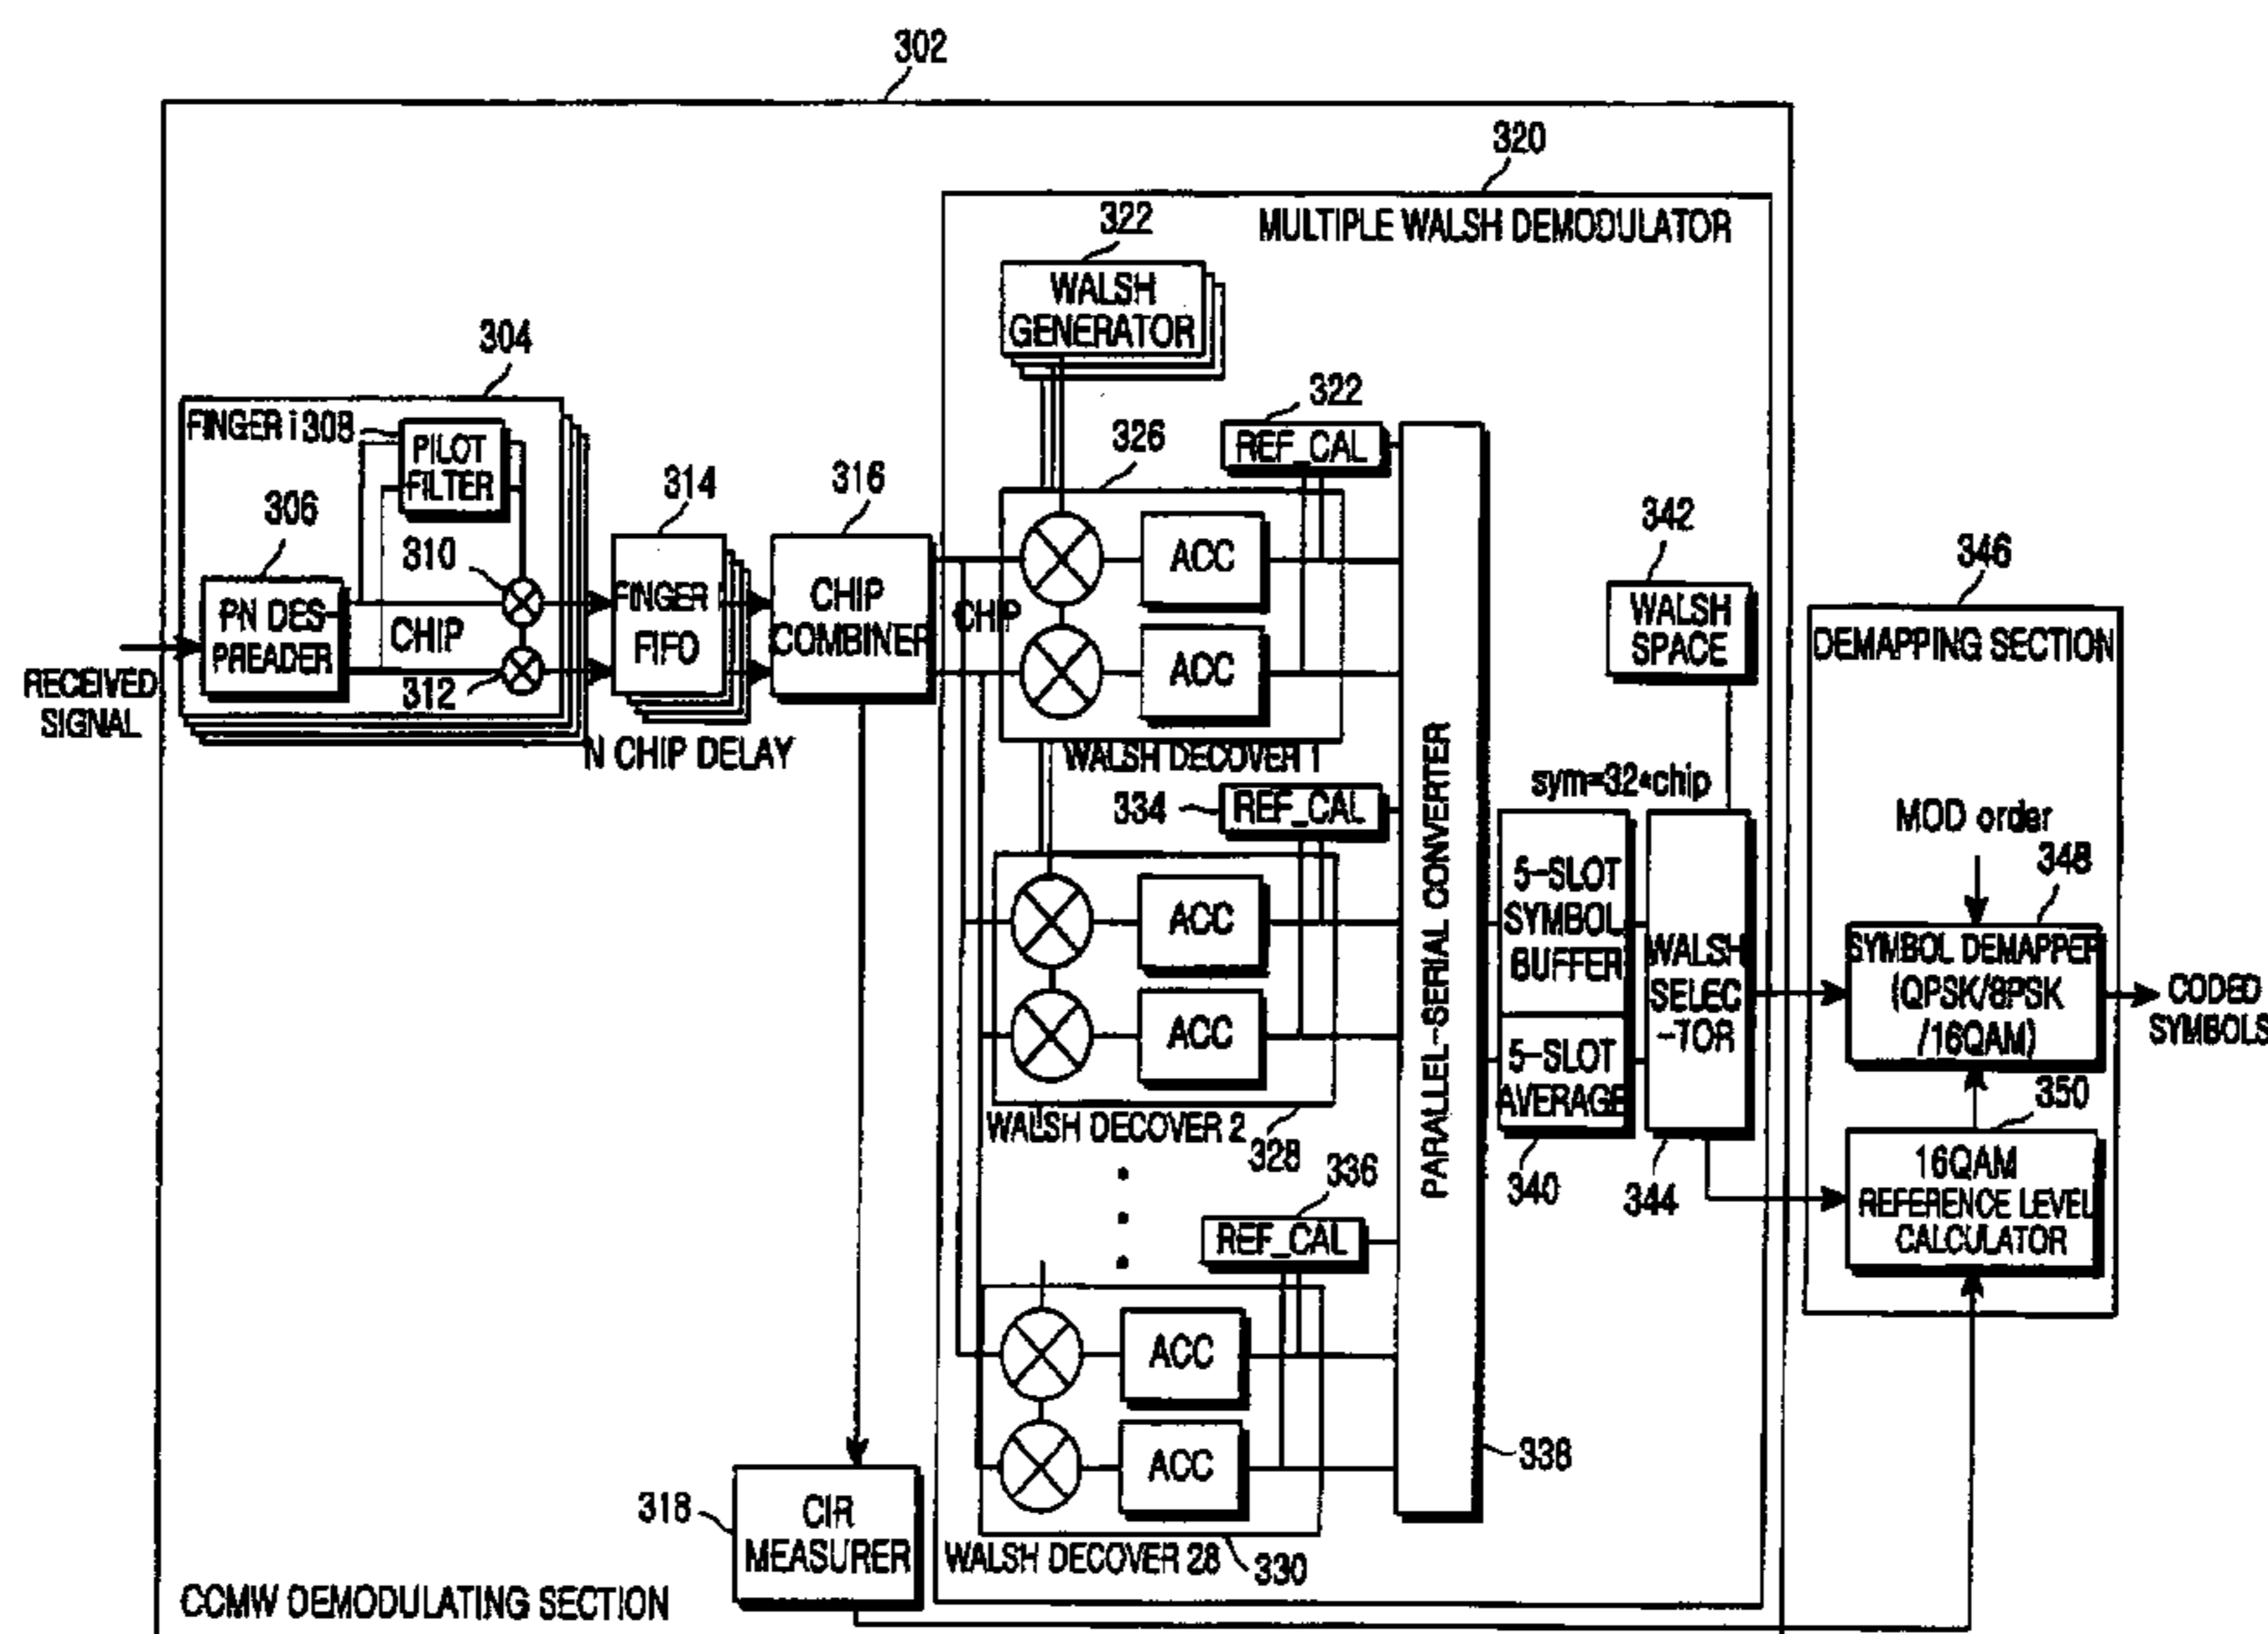 302
320
MULTIPLE WALSH DEMODULATOR
322
WALSH
GENERATOR
304
FINGER i 308
PILOT
FILTER
306
310
PN DES-
PREADER
CHIP
312
RECEIVED
SIGNAL
314
FINGER
FIFO
N CHIP DELAY
316
CHIP
COMBINER
CHIP
326
322
REF_CAL
ACC
ACC
WALSH DECOVER 1
334
REF_CAL
ACC
ACC
WALSH DECOVER 2
328
336
REF_CAL
ACC
ACC
WALSH DECOVER 28
330
PARALLEL-SERIAL CONVERTER
338
342
WALSH
SPACE
sym=32*chip
5-SLOT
SYMBOL
BUFFER
5-SLOT
AVERAGE
340
WALSH
SELEC
-TOR
344
346
DEMAPPING SECTION
MOD order
348
SYMBOL DEMAPPER
(QPSK/8PSK
/16QAM)
CODED
SYMBOLS
350
16QAM
REFERENCE LEVEL
CALCULATOR
318
CIR
MEASURER
CCMW DEMODULATING SECTION